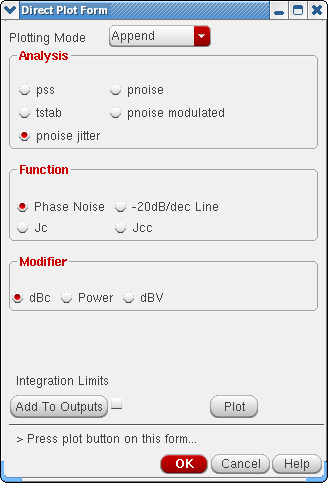 Direct Plot Form
Plotting Mode Append
Analysis
pss pnoise
tstab pnoise modulated
pnoise jitter
Function
Phase Noise -20dB/dec Line
Jc Jcc
Modifier
dBc Power dBV
Integration Limits
Add To Outputs Plot
> Press plot button on this form...
OK Cancel Help